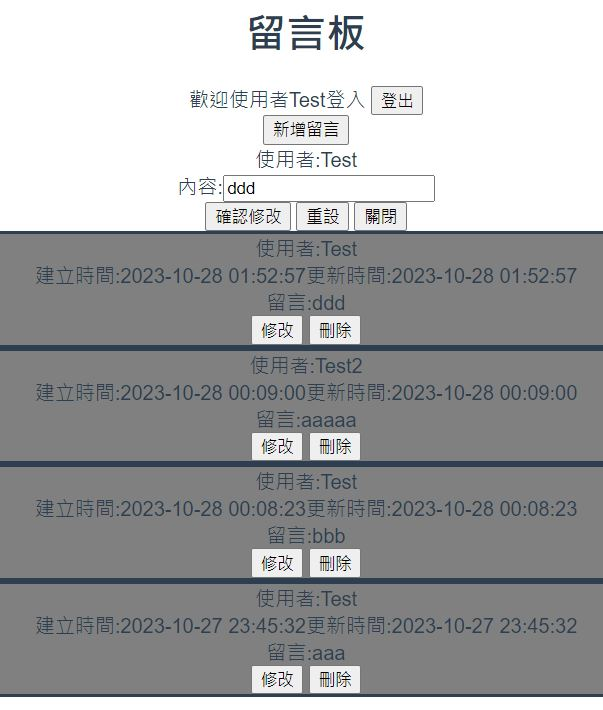 留言板
歡迎使用者Test登入 登出
新增留言
使用者:Test
內容:ddd
確認修改 重設 關閉
使用者:Test
建立時間:2023-10-28 01:52:57更新時間:2023-10-28 01:52:57
留言:ddd
修改 刪除
使用者:Test2
建立時間:2023-10-28 00:09:00更新時間:2023-10-28 00:09:00
留言:aaaaa
修改 刪除
使用者:Test
建立時間:2023-10-28 00:08:23更新時間:2023-10-28 00:08:23
留言:bbb
修改 刪除
使用者:Test
建立時間:2023-10-27 23:45:32更新時間:2023-10-27 23:45:32
留言:aaa
修改 刪除